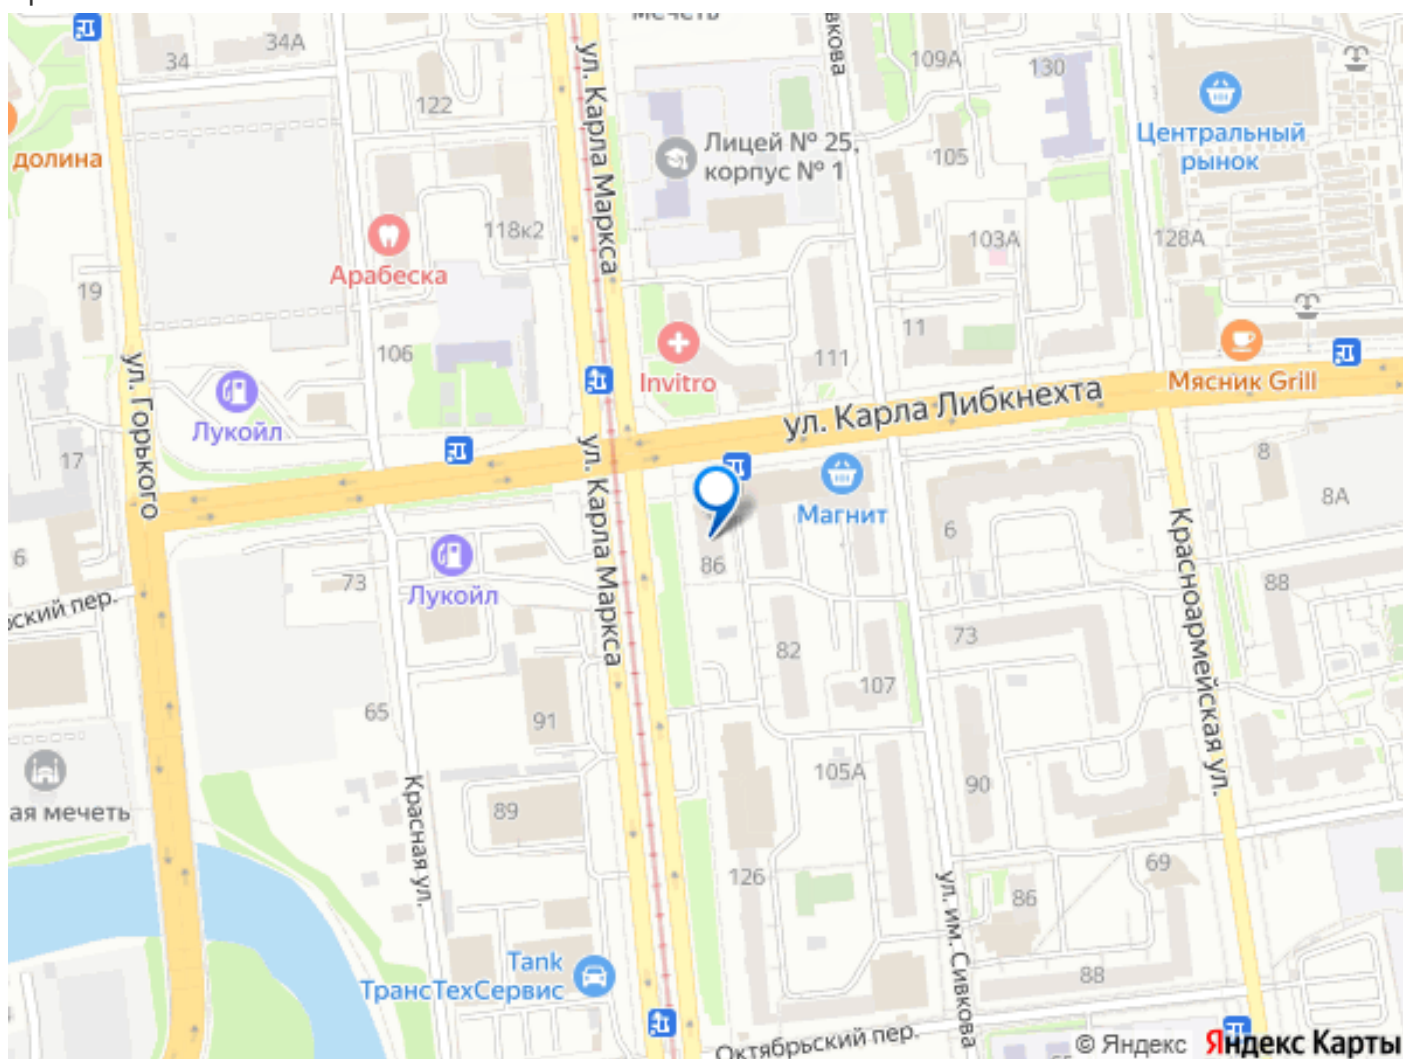 мечеть
34А
34
122
ул. Карла Маркса
109А
130
Центральный
рынок
долина
Лицей № 25,
корпус № 1
105
118к2
103А
128А
Арабеска
19
106
11
111
Invitro
Мясник Grill
ул. Горького
Лукойл
ул. Карла Либкнехта
17
ул. Карла Маркса
8
8А
Магнит
6
6
86
73
Лукойл
88
Красноармейская ул.
73
82
107
65
91
105А
90
ая мечеть
Красная ул.
89
126
69
86
ул. им. Сивкова
88
Tank
ТрансТехСервис
Октябрьский пер.
© Яндекс Яндекс Карты